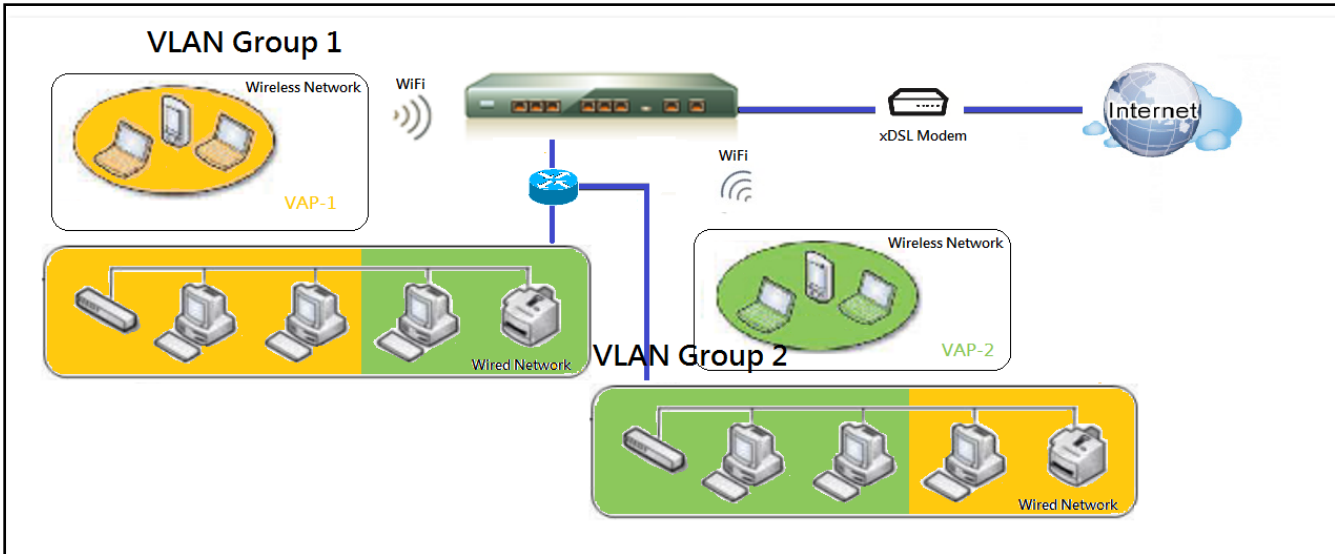 VLAN Group 1
Wireless Network
WiFi
VAP-1
xDSL Modem
Internet
WiFi
Wireless Network
VAP-2
Wired Network
VLAN Group 2
Wired Network